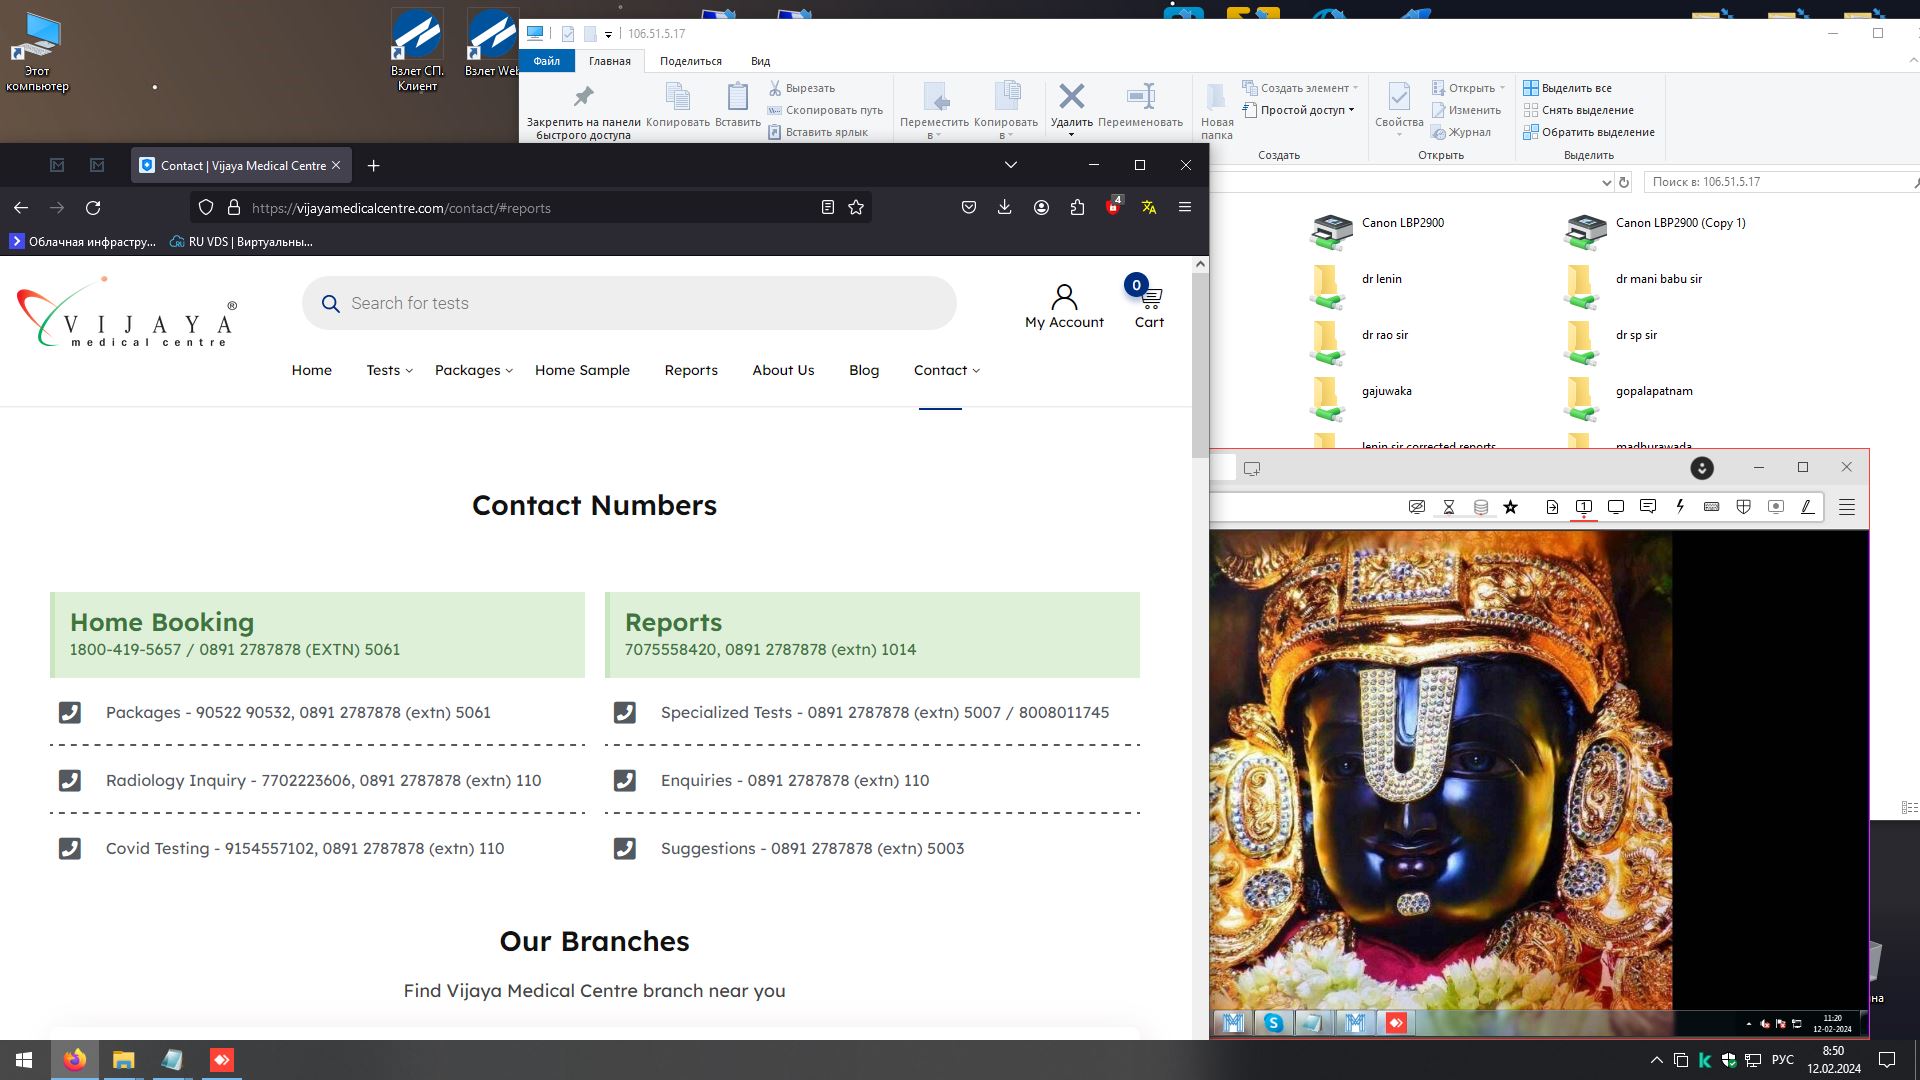 Этот
компьютер
Взлет СП.
Клиент
Взлет Web
106.51.5.17
Файл
Главная
Поделиться
Вид
Закрепить на панели
быстрого доступа
Копировать
Вставить
Вырезать
Скопировать путь
Вставить ярлык
Переместить
в
Копировать
в
Удалить
Переименовать
Новая
папка
Создать элемент
Простой доступ
Создать
Свойства
Открыть
Изменить
Журнал
Открыть
Выделить все
Снять выделение
Обратить выделение
Выделить
Поиск в: 106.51.5.17
Canon LBP2900
Canon LBP2900 (Copy 1)
dr lenin
dr mani babu sir
dr rao sir
dr sp sir
gajuwaka
gopalapatnam
lenin sir corrected reports
madhurawada
Contact | Vijaya Medical Centre
https://vijayamedicalcentre.com/contact/#reports
4
Облачная инфрастру...
RU VDS | Виртуальны...
VIJAYA®
medical centre
Search for tests
My Account
0
Cart
Home
Tests
Packages
Home Sample
Reports
About Us
Blog
Contact
Contact Numbers
Home Booking
1800-419-5657 / 0891 2787878 (EXTN) 5061
Reports
7075558420, 0891 2787878 (extn) 1014
Packages - 90522 90532, 0891 2787878 (extn) 5061
Specialized Tests - 0891 2787878 (extn) 5007 / 8008011745
Radiology Inquiry - 7702223606, 0891 2787878 (extn) 110
Enquiries - 0891 2787878 (extn) 110
Covid Testing - 9154557102, 0891 2787878 (extn) 110
Suggestions - 0891 2787878 (extn) 5003
Our Branches
Find Vijaya Medical Centre branch near you
1
11:20
12-02-2024
на
РУС
8:50
12.02.2024